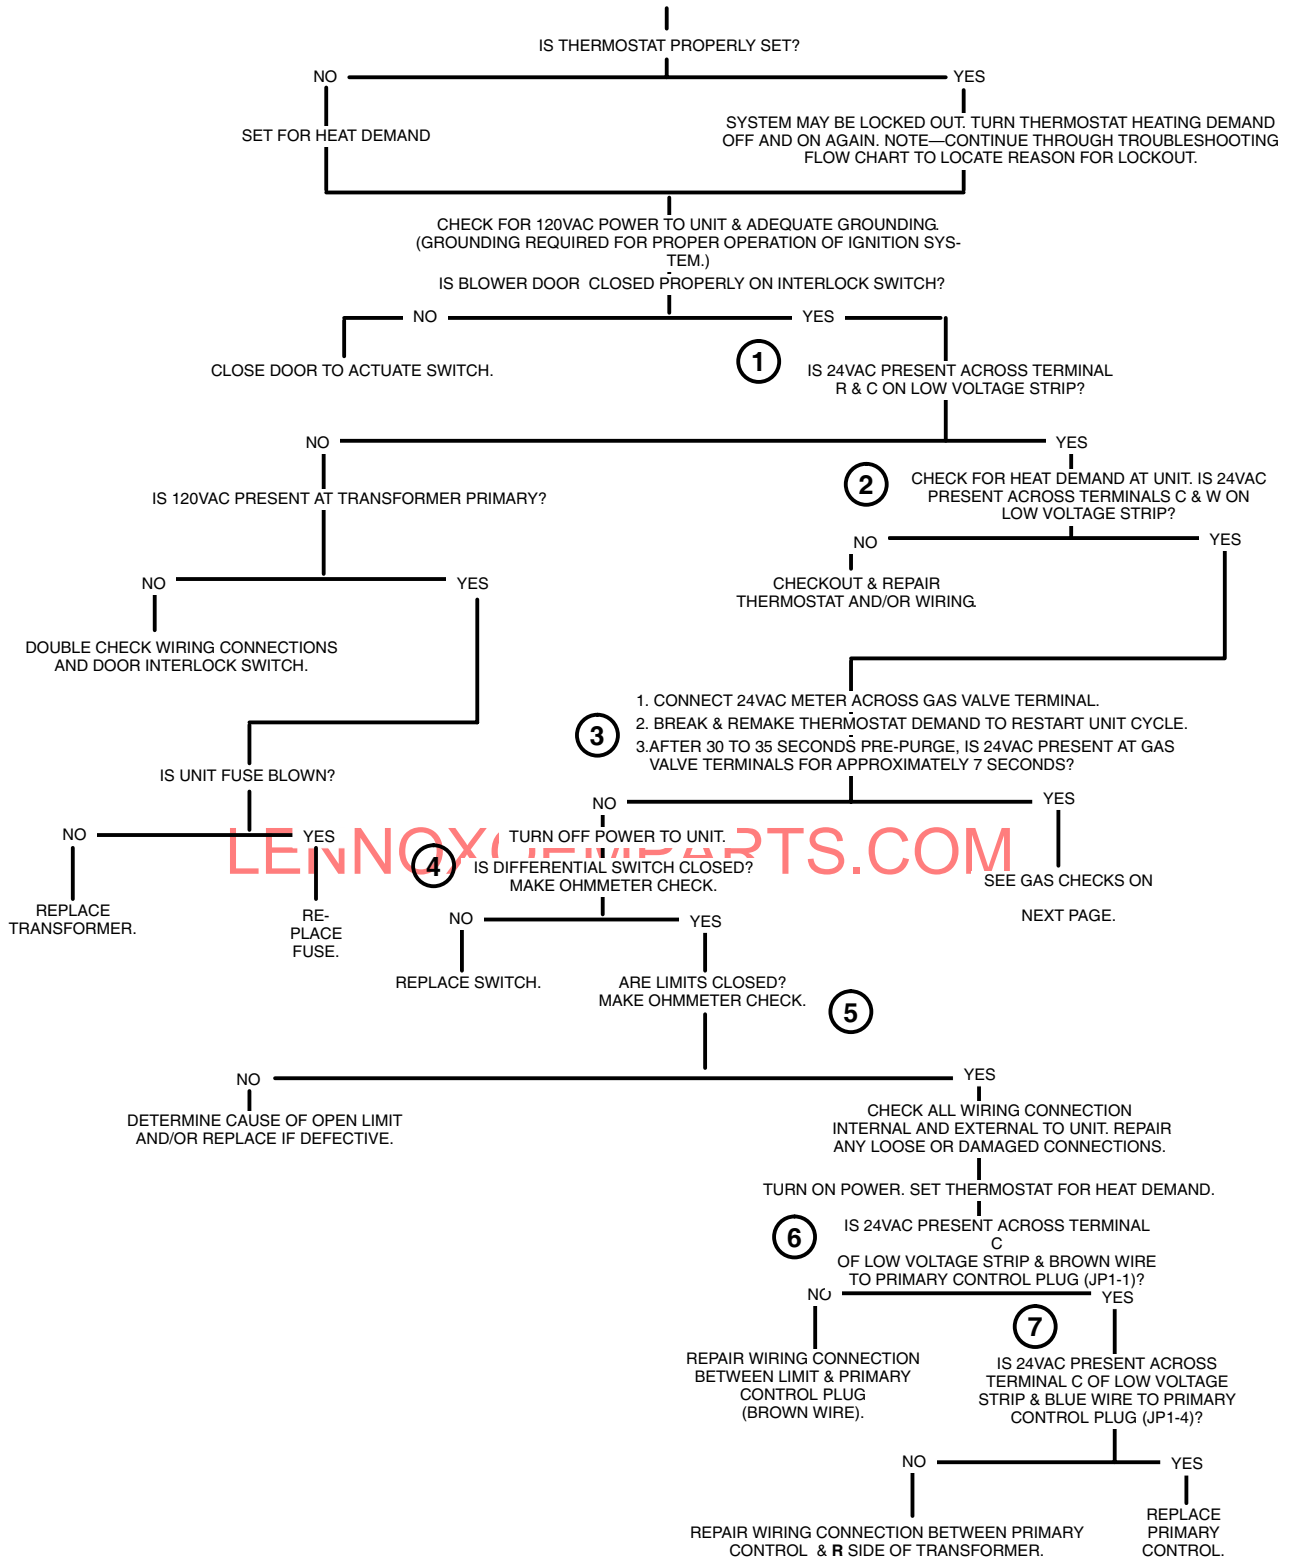 IS THERMOSTAT PROPERLY SET?
NO
YES
SET FOR HEAT DEMAND
SYSTEM MAY BE LOCKED OUT. TURN THERMOSTAT HEATING DEMAND
OFF AND ON AGAIN. NOTE—CONTINUE THROUGH TROUBLESHOOTING
FLOW CHART TO LOCATE REASON FOR LOCKOUT.
CHECK FOR 120VAC POWER TO UNIT & ADEQUATE GROUNDING.
(GROUNDING REQUIRED FOR PROPER OPERATION OF IGNITION SYS-
TEM.)
IS BLOWER DOOR CLOSED PROPERLY ON INTERLOCK SWITCH?
NO
YES
CLOSE DOOR TO ACTUATE SWITCH.
1
IS 24VAC PRESENT ACROSS TERMINAL
R & C ON LOW VOLTAGE STRIP?
NO
YES
IS 120VAC PRESENT AT TRANSFORMER PRIMARY?
2
CHECK FOR HEAT DEMAND AT UNIT. IS 24VAC
PRESENT ACROSS TERMINALS C & W ON
LOW VOLTAGE STRIP?
NO
YES
CHECKOUT & REPAIR
THERMOSTAT AND/OR WIRING.
NO
YES
DOUBLE CHECK WIRING CONNECTIONS
AND DOOR INTERLOCK SWITCH.
3
1. CONNECT 24VAC METER ACROSS GAS VALVE TERMINAL.
2. BREAK & REMAKE THERMOSTAT DEMAND TO RESTART UNIT CYCLE.
3.AFTER 30 TO 35 SECONDS PRE-PURGE, IS 24VAC PRESENT AT GAS
VALVE TERMINALS FOR APPROXIMATELY 7 SECONDS?
IS UNIT FUSE BLOWN?
NO
YES
NO
YES
LENNOXOEMPARTS.COM
TURN OFF POWER TO UNIT.
4
IS DIFFERENTIAL SWITCH CLOSED?
MAKE OHMMETER CHECK.
SEE GAS CHECKS ON
NEXT PAGE.
REPLACE
TRANSFORMER.
RE-
PLACE
FUSE.
NO
YES
REPLACE SWITCH.
ARE LIMITS CLOSED?
MAKE OHMMETER CHECK.
5
NO
YES
DETERMINE CAUSE OF OPEN LIMIT
AND/OR REPLACE IF DEFECTIVE.
CHECK ALL WIRING CONNECTION
INTERNAL AND EXTERNAL TO UNIT. REPAIR
ANY LOOSE OR DAMAGED CONNECTIONS.
TURN ON POWER. SET THERMOSTAT FOR HEAT DEMAND.
6
IS 24VAC PRESENT ACROSS TERMINAL
C
OF LOW VOLTAGE STRIP & BROWN WIRE
TO PRIMARY CONTROL PLUG (JP1-1)?
NO
YES
REPAIR WIRING CONNECTION
BETWEEN LIMIT & PRIMARY
CONTROL PLUG
(BROWN WIRE).
7
IS 24VAC PRESENT ACROSS
TERMINAL C OF LOW VOLTAGE
STRIP & BLUE WIRE TO PRIMARY
CONTROL PLUG (JP1-4)?
NO
YES
REPAIR WIRING CONNECTION BETWEEN PRIMARY
CONTROL & R SIDE OF TRANSFORMER.
REPLACE
PRIMARY
CONTROL.